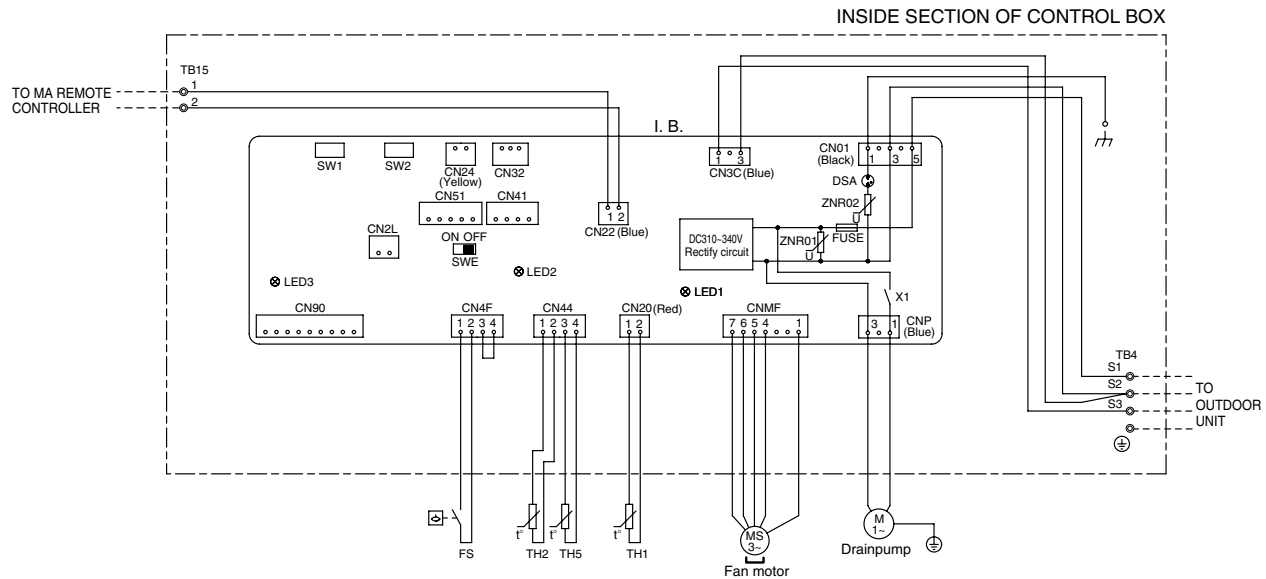 INSIDE SECTION OF CONTROL BOX
TB15
1
2
TO MA REMOTE
CONTROLLER
I. B.
SW1
SW2
CN24
(Yellow)
CN32
CN51
CN41
CN2L
ON OFF
SWE
1 2
CN22 (Blue)
1 3
CN3C (Blue)
CN01
(Black)
1 3 5
DSA
ZNR02
U
ZNR01
U
FUSE
DC310~340V
Rectify circuit
LED3
LED2
LED1
X1
CN90
CN4F
1 2 3 4
CN44
1 2 3 4
CN20 (Red)
1 2
CNMF
7 6 5 4 1
3 1
CNP
(Blue)
TB4
S1
S2
S3
TO
OUTDOOR
UNIT
FS
t°
TH2
t°
TH5
t°
TH1
MS
3~
Fan motor
M
1~
Drainpump